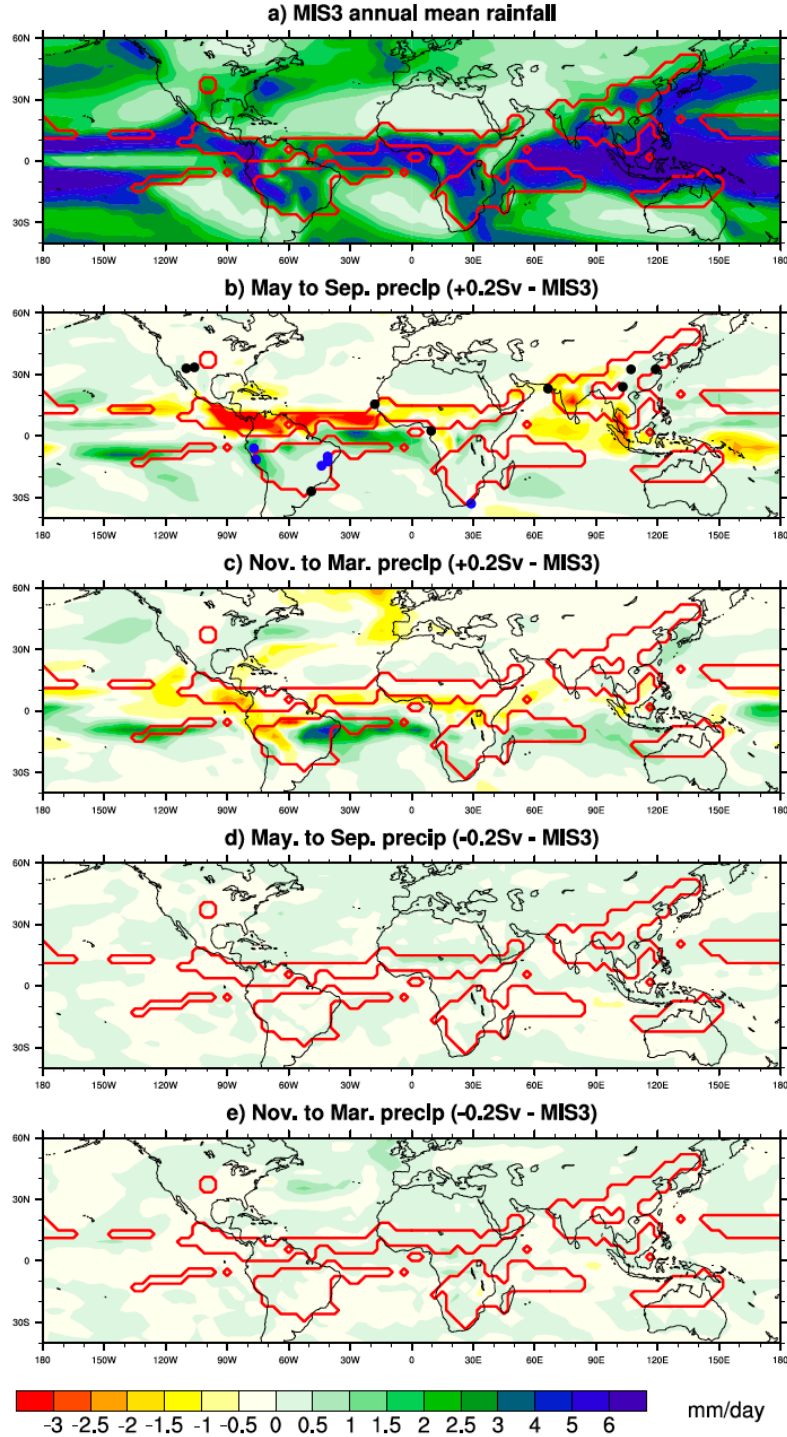 a) MIS3 annual mean rainfall
60N
30N
0
30S
180 150W 120W 90W 60W 30W 0 30E 60E 90E 120E 150E 180
b) May to Sep. precip (+0.2Sv - MIS3)
60N
30N
0
30S
180 150W 120W 90W 60W 30W 0 30E 60E 90E 120E 150E 180
c) Nov. to Mar. precip (+0.2Sv - MIS3)
60N
30N
0
30S
180 150W 120W 90W 60W 30W 0 30E 60E 90E 120E 150E 180
d) May. to Sep. precip (-0.2Sv - MIS3)
60N
30N
0
30S
180 150W 120W 90W 60W 30W 0 30E 60E 90E 120E 150E 180
e) Nov. to Mar. precip (-0.2Sv - MIS3)
60N
30N
0
30S
180 150W 120W 90W 60W 30W 0 30E 60E 90E 120E 150E 180
-3 -2.5 -2 -1.5 -1 -0.5 0 0.5 1 1.5 2 2.5 3 4 5 6 mm/day